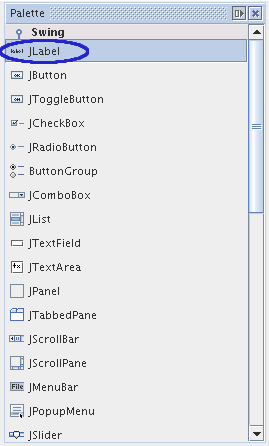 Palette
Swing
label JLabel
JButton
JToggleButton
JCheckBox
JRadioButton
ButtonGroup
JComboBox
JList
JTextField
JTextArea
JPanel
JTabbedPane
JScrollBar
JScrollPane
File JMenuBar
JPopupMenu
JSlider